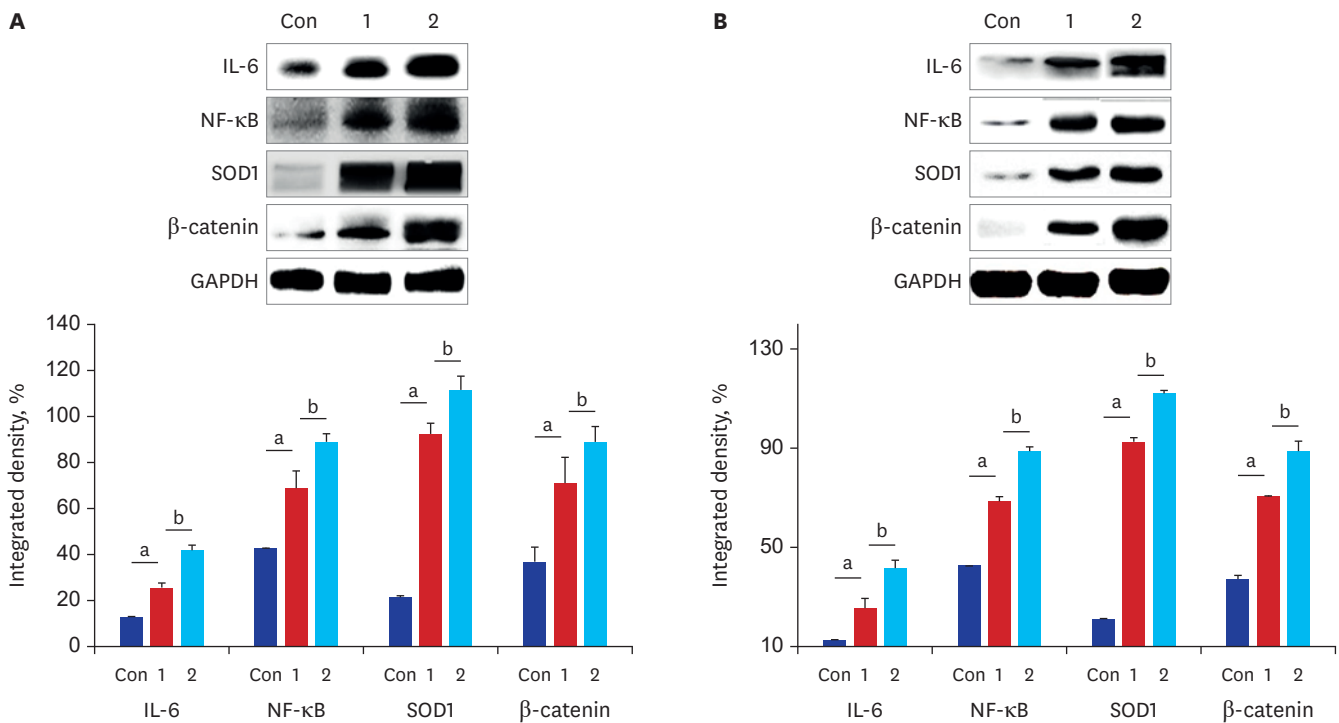 A
Con 1 2
IL-6
NF-κB
SOD1
β-catenin
GAPDH
140
120
100
80
60
40
20
0
Integrated density, %
a b a b a b a b
Con 1 2 Con 1 2 Con 1 2 Con 1 2
IL-6 NF-κB SOD1 β-catenin
B
Con 1 2
IL-6
NF-κB
SOD1
β-catenin
GAPDH
130
90
50
10
Integrated density, %
a b a b a b a b
Con 1 2 Con 1 2 Con 1 2 Con 1 2
IL-6 NF-κB SOD1 β-catenin